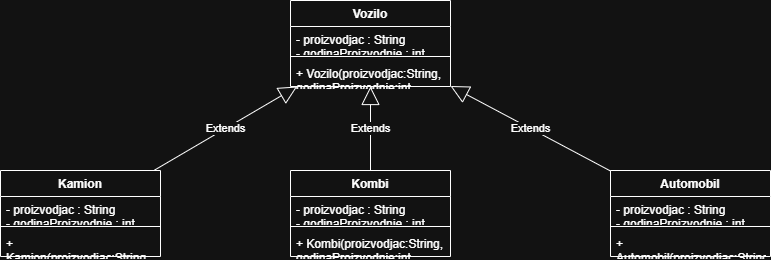 Vozilo
- proizvodjac : String
- godinaProizvodnje : int
+ Vozilo(proizvodjac:String,
godinaProizvodnje:int
Extends
Extends
Extends
Kamion
- proizvodjac : String
- godinaProizvodnje : int
+
Kamion(proizvodjac:String
Kombi
- proizvodjac : String
- godinaProizvodnje : int
+ Kombi(proizvodjac:String,
godinaProizvodnje:int
Automobil
- proizvodjac : String
- godinaProizvodnje : int
+
Automobil(proizvodjac:String